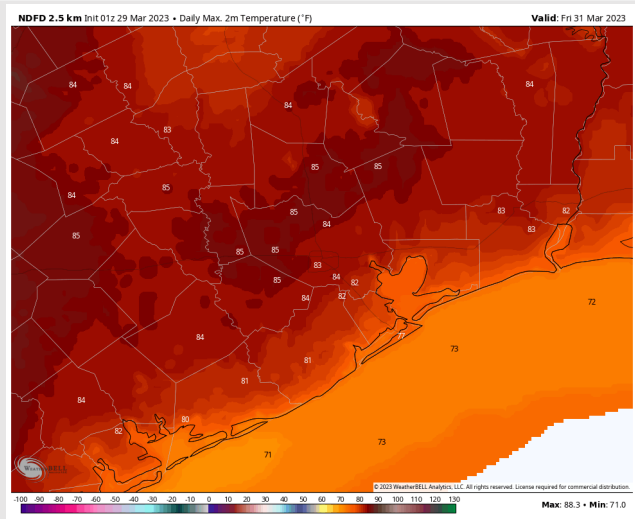 NDFD 2.5 km Init 01z 29 Mar 2023 • Daily Max. 2m Temperature (°F) Valid: Fri 31 Mar 2023
84 84 84
84
83
84
85 85
85
84
85 83 82
84
83
85
85 85
83
85 84 82
84 82
72
84
77
73
81
81
84
80
82
73
71
WeatherBELL
© 2023 WeatherBELL Analytics, LLC. All rights reserved. License required for commercial distribution.
-100 -90 -80 -70 -60 -50 -40 -30 -20 -10 0 10 20 30 40 50 60 70 80 90 100 110 120 130
Max: 88.3 • Min: 71.0